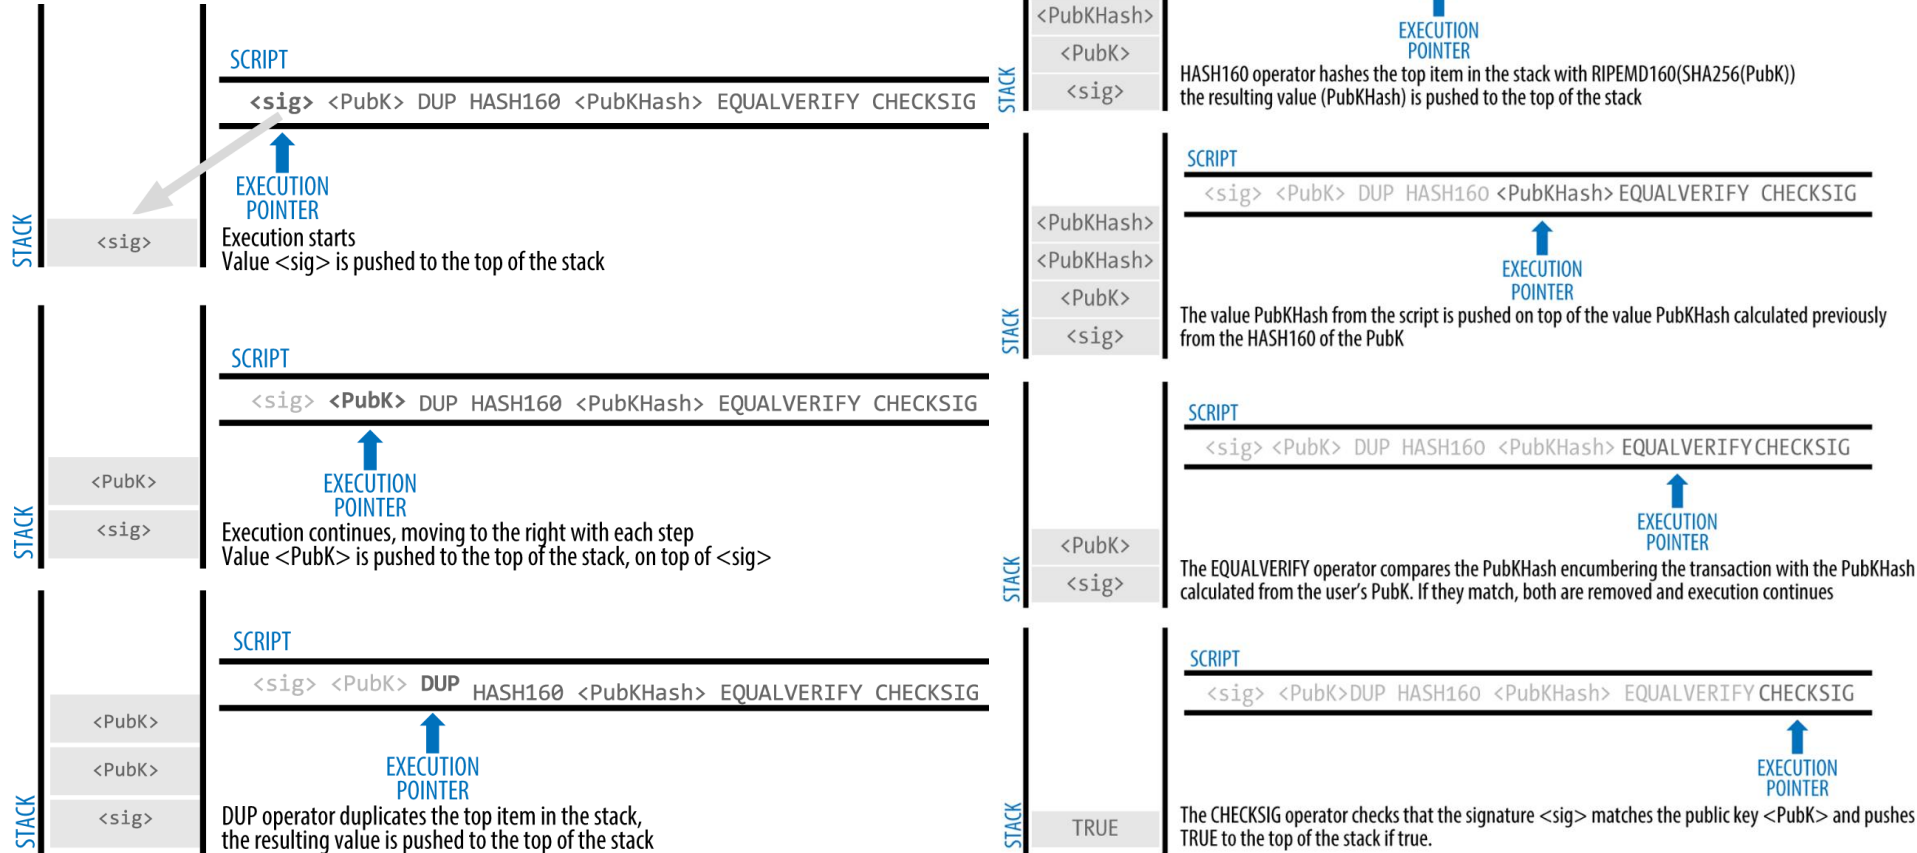 SCRIPT
<sig> <PubK> DUP HASH160 <PubKHash> EQUALVERIFY CHECKSIG
EXECUTION
POINTER
STACK
<sig>
Execution starts
Value <sig> is pushed to the top of the stack
SCRIPT
<sig> <PubK> DUP HASH160 <PubKHash> EQUALVERIFY CHECKSIG
EXECUTION
POINTER
STACK
<PubK>
<sig>
Execution continues, moving to the right with each step
Value <PubK> is pushed to the top of the stack, on top of <sig>
SCRIPT
<sig> <PubK> DUP HASH160 <PubKHash> EQUALVERIFY CHECKSIG
EXECUTION
POINTER
STACK
<PubK>
<PubK>
<sig>
DUP operator duplicates the top item in the stack,
the resulting value is pushed to the top of the stack
<PubKHash>
<PubK>
<sig>
STACK
EXECUTION
POINTER
HASH160 operator hashes the top item in the stack with RIPEMD160(SHA256(PubK))
the resulting value (PubKHash) is pushed to the top of the stack
SCRIPT
<sig> <PubK> DUP HASH160 <PubKHash> EQUALVERIFY CHECKSIG
EXECUTION
POINTER
STACK
<PubKHash>
<PubKHash>
<PubK>
<sig>
The value PubKHash from the script is pushed on top of the value PubKHash calculated previously
from the HASH160 of the PubK
SCRIPT
<sig> <PubK> DUP HASH160 <PubKHash> EQUALVERIFY CHECKSIG
EXECUTION
POINTER
STACK
<PubK>
<sig>
The EQUALVERIFY operator compares the PubKHash encumbering the transaction with the PubKHash
calculated from the user's PubK. If they match, both are removed and execution continues
SCRIPT
<sig> <PubK>DUP HASH160 <PubKHash> EQUALVERIFY CHECKSIG
EXECUTION
POINTER
STACK
TRUE
The CHECKSIG operator checks that the signature <sig> matches the public key <PubK> and pushes
TRUE to the top of the stack if true.